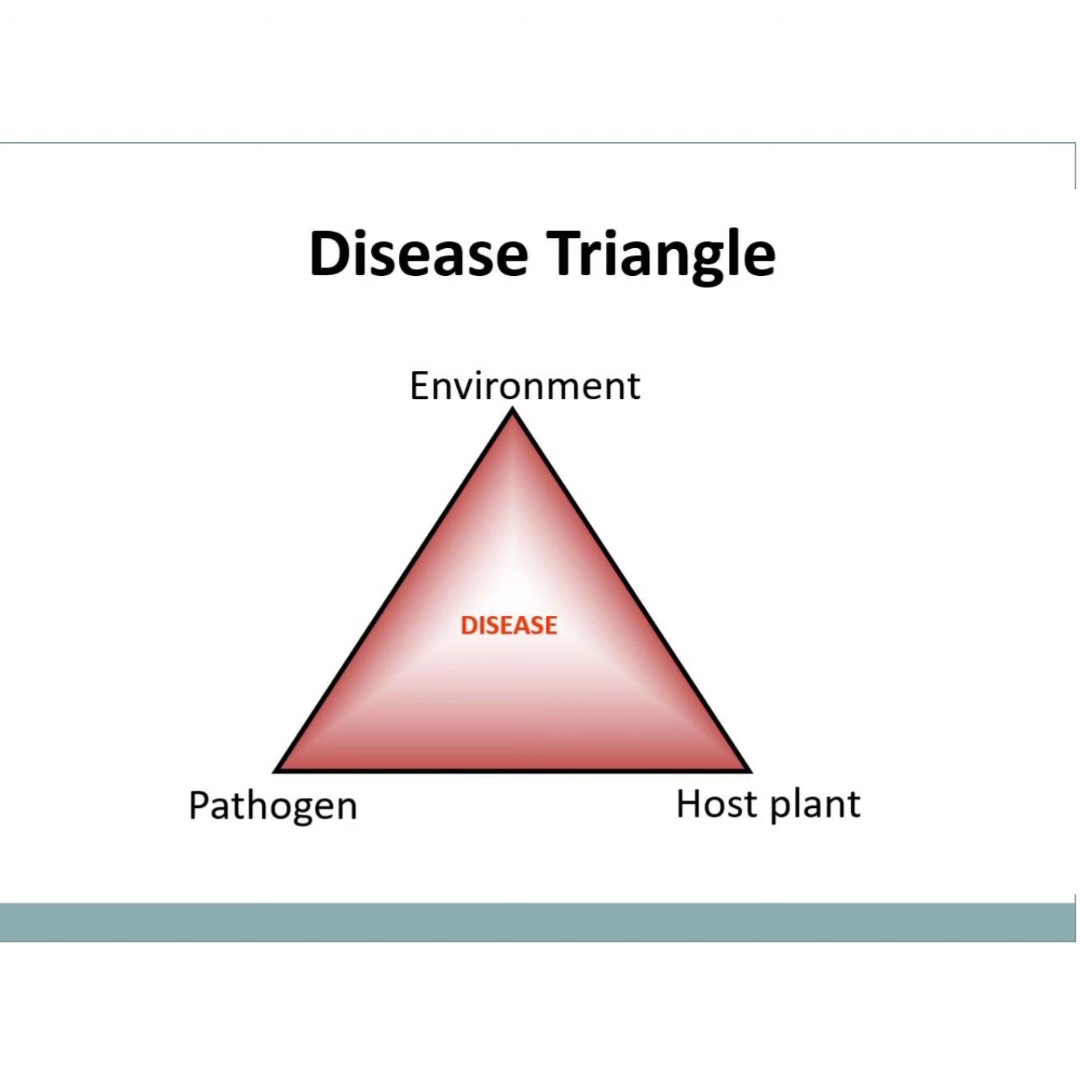 Disease Triangle
Environment
DISEASE
Pathogen
Host plant